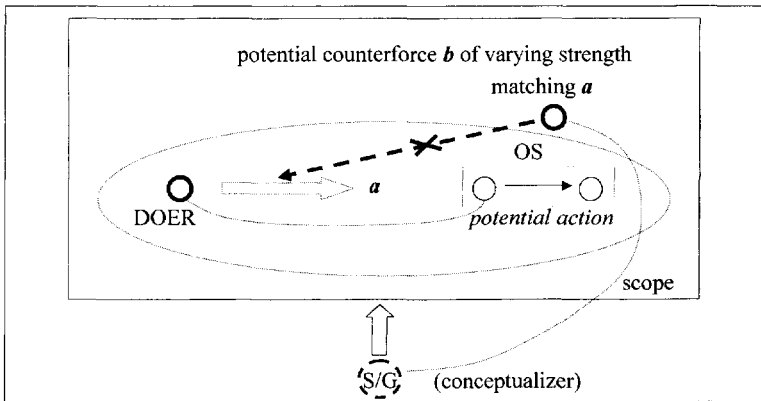 potential counterforce b of varying strength
matching a
OS
a
DOER
potential action
scope
S/G (conceptualizer)